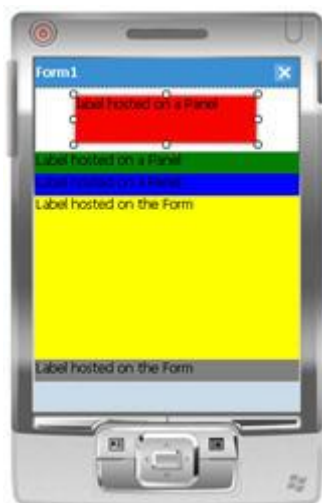 Form1
label hosted on a Panel
Label hosted on a Panel
Label hosted on a Panel
Label hosted on the Form
Label hosted on the Form